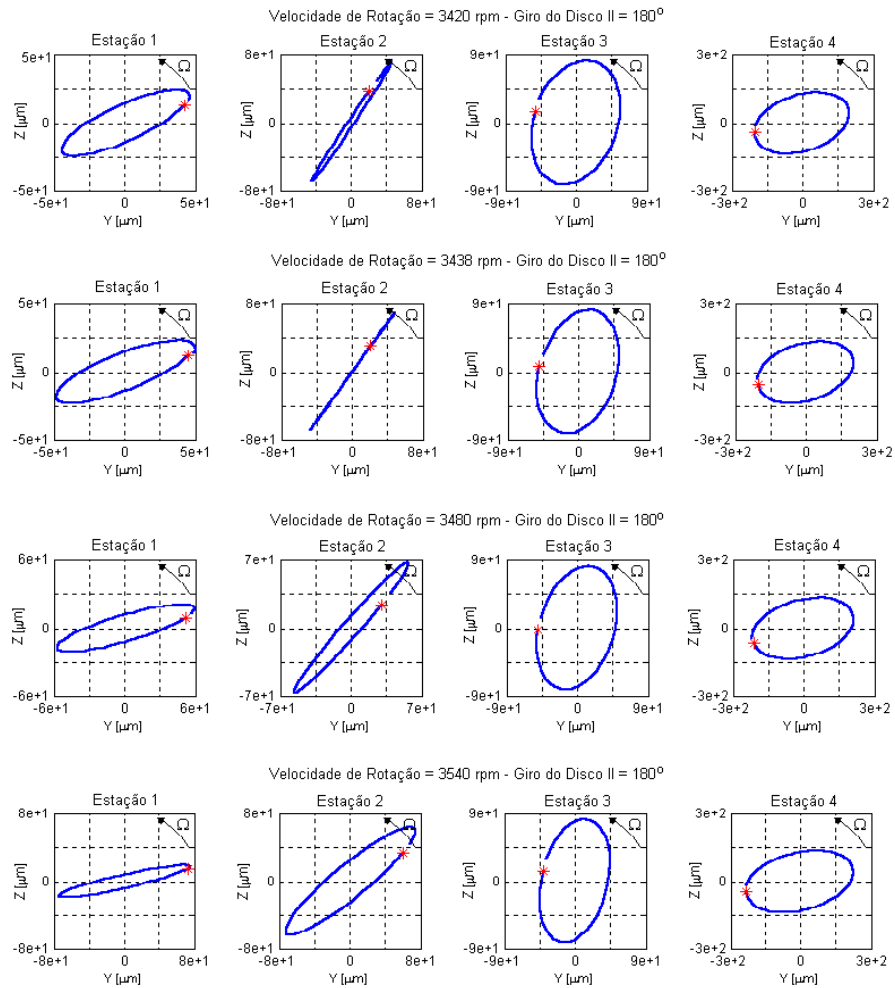 Velocidade de Rotação = 3420 rpm - Giro do Disco II = 180º
Estação 1 Estação 2 Estação 3 Estação 4
5e+1 8e+1 9e+1 3e+2
Ω Ω Ω Ω
Z [µm] 0 Z [µm] 0 Z [µm] 0 Z [µm] 0
-5e+1 -8e+1 -9e+1 -3e+2
-5e+1 0 5e+1 -8e+1 0 8e+1 -9e+1 0 9e+1 -3e+2 0 3e+2
Y [µm] Y [µm] Y [µm] Y [µm]
Velocidade de Rotação = 3438 rpm - Giro do Disco II = 180º
Estação 1 Estação 2 Estação 3 Estação 4
5e+1 8e+1 9e+1 3e+2
Ω Ω Ω Ω
Z [µm] 0 Z [µm] 0 Z [µm] 0 Z [µm] 0
-5e+1 -8e+1 -9e+1 -3e+2
-5e+1 0 5e+1 -8e+1 0 8e+1 -9e+1 0 9e+1 -3e+2 0 3e+2
Y [µm] Y [µm] Y [µm] Y [µm]
Velocidade de Rotação = 3480 rpm - Giro do Disco II = 180º
Estação 1 Estação 2 Estação 3 Estação 4
6e+1 7e+1 9e+1 3e+2
Ω Ω Ω Ω
Z [µm] 0 Z [µm] 0 Z [µm] 0 Z [µm] 0
-6e+1 -7e+1 -9e+1 -3e+2
-6e+1 0 6e+1 -7e+1 0 7e+1 -9e+1 0 9e+1 -3e+2 0 3e+2
Y [µm] Y [µm] Y [µm] Y [µm]
Velocidade de Rotação = 3540 rpm - Giro do Disco II = 180º
Estação 1 Estação 2 Estação 3 Estação 4
8e+1 8e+1 9e+1 3e+2
Ω Ω Ω Ω
Z [µm] 0 Z [µm] 0 Z [µm] 0 Z [µm] 0
-8e+1 -8e+1 -9e+1 -3e+2
-8e+1 0 8e+1 -8e+1 0 8e+1 -9e+1 0 9e+1 -3e+2 0 3e+2
Y [µm] Y [µm] Y [µm] Y [µm]